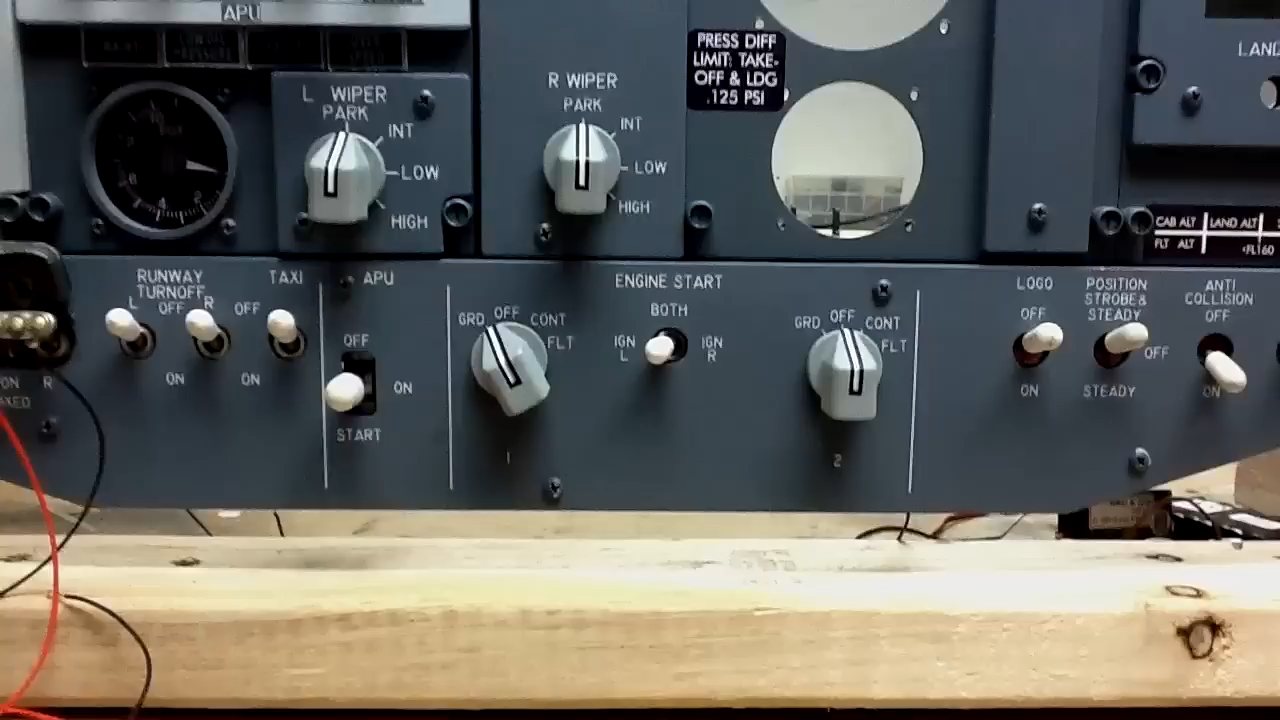 APU
L WIPER
PARK
INT
LOW
HIGH
R WIPER
PARK
INT
LOW
HIGH
PRESS DIFF
LIMIT: TAKE-
OFF & LDG
.125 PSI
LAND
CAB ALT LAND ALT
FLT ALT <FL160
RUNWAY
TURNOFF
L OFF R OFF
ON ON
TAXI
APU
OFF
ON
START
ENGINE START
GRD OFF CONT
FLT
1
BOTH
IGN
L
IGN
R
GRD OFF CONT
FLT
2
LOGO
OFF
ON
POSITION
STROBE&
STEADY
OFF
STEADY
ANTI
COLLISION
OFF
ON
R